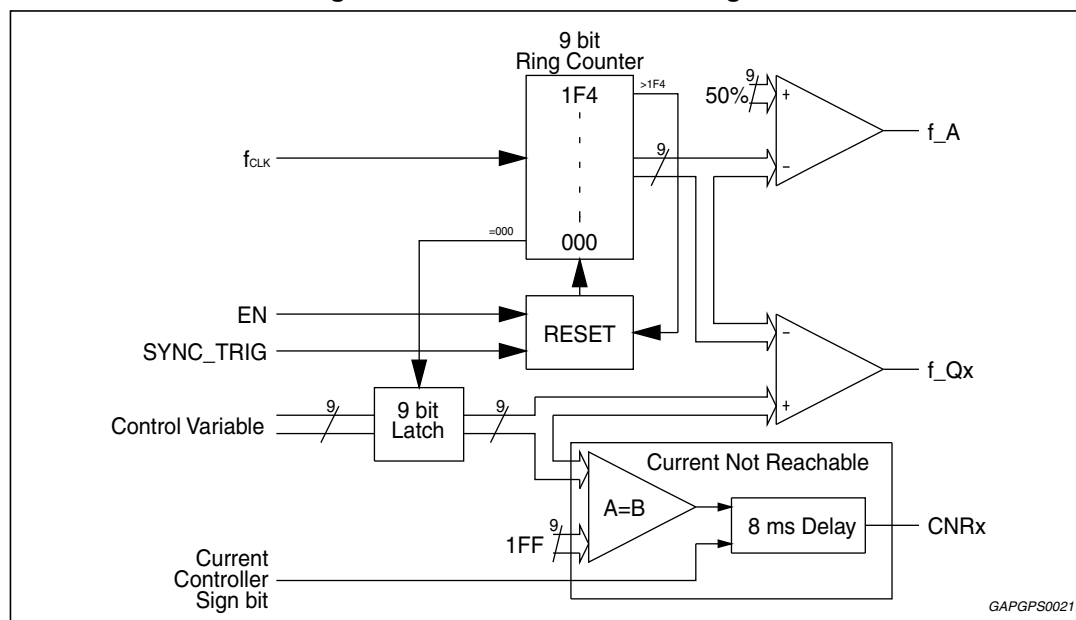 9 bit
Ring Counter
1F4
>1F4
9
50%
+
f_A
fCLK
9
−
=000
000
EN
RESET
SYNC_TRIG
−
f_Qx
+
Control Variable
9
9 bit
Latch
9
Current Not Reachable
A=B
8 ms Delay
CNRx
9
1FF
Current
Controller
Sign bit
GAPGPS0021